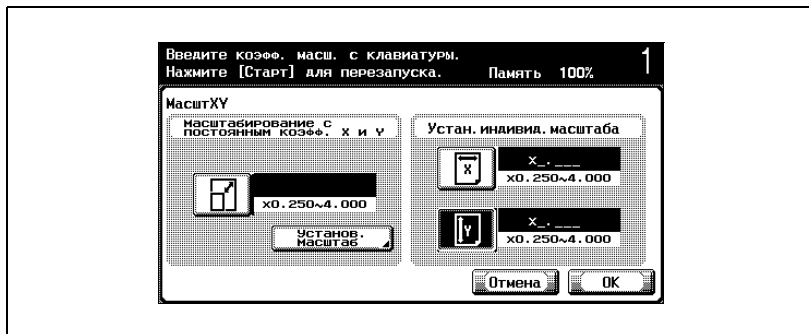 Введите коэфф. масш. с клавиатуры.
Нажмите [Старт] для перезапуска. Память 100% 1
МасштXY
Масштабирование с
постоянным коэфф. X и Y
x0.250~4.000
Установ.
масштаб
Устан. индивид. масштаба
X
x_.___
x0.250~4.000
Y
x_.___
x0.250~4.000
Отмена
OK